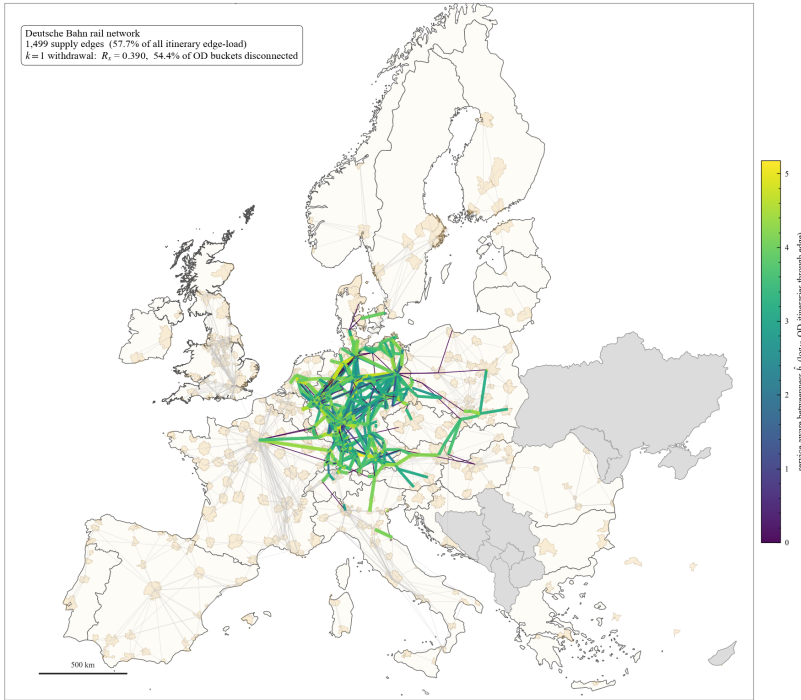 Deutsche Bahn rail network
1,499 supply edges (57.7% of all itinerary edge-load)
k = 1 withdrawal: Rs = 0.390, 54.4% of OD buckets disconnected
5
4
3
2
1
0
500 km